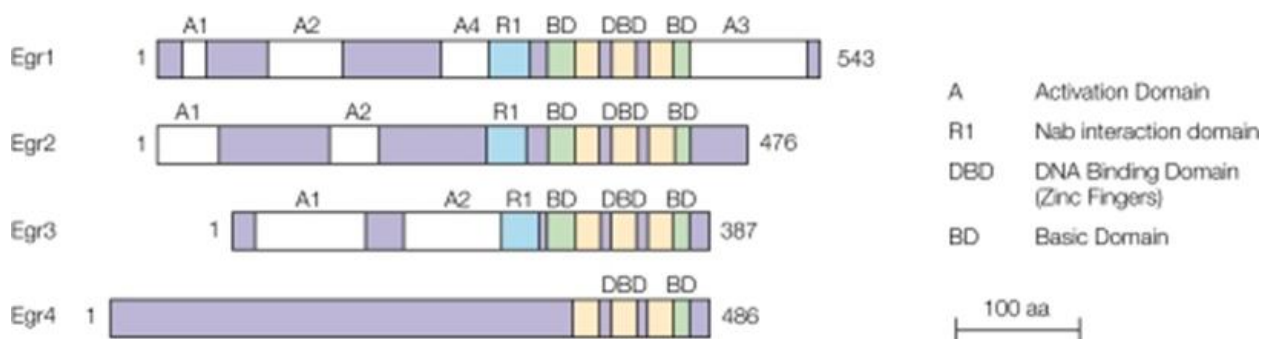 A1 A2 A4 R1 BD DBD BD A3
Egr1 1 543
A1 A2 R1 BD DBD BD
Egr2 1 476
A1 A2 R1 BD DBD BD
Egr3 1 387
DBD BD
Egr4 1 486
A Activation Domain
R1 Nab interaction domain
DBD DNA Binding Domain
(Zinc Fingers)
BD Basic Domain
100 aa